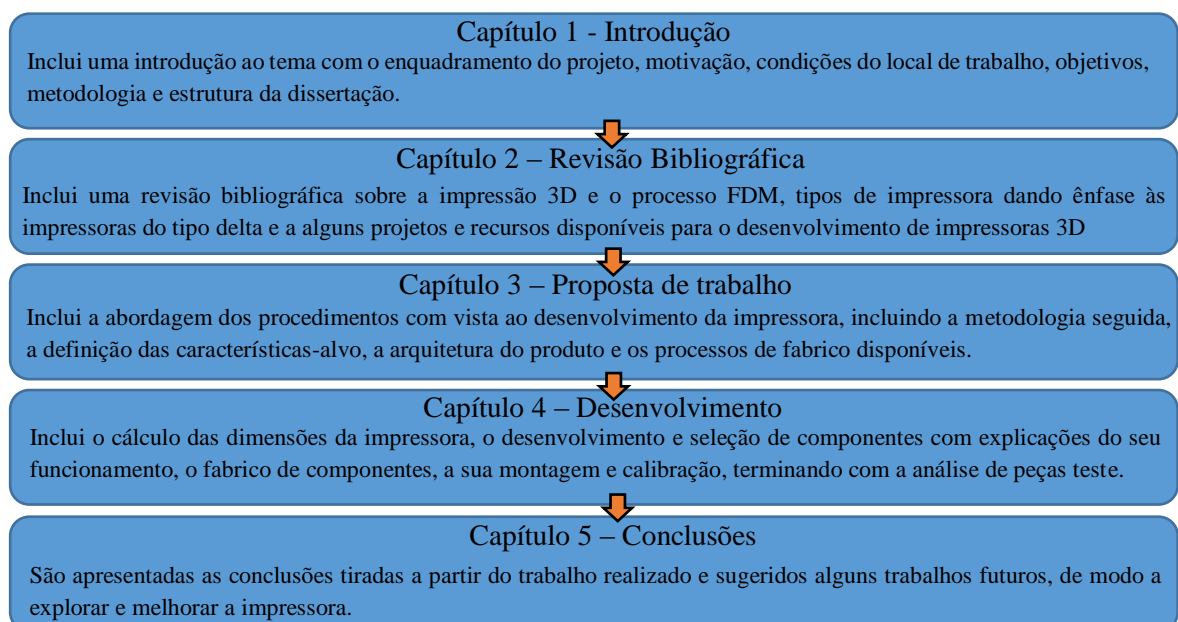 Capítulo 1 - Introdução
Inclui uma introdução ao tema com o enquadramento do projeto, motivação, condições do local de trabalho, objetivos,
metodologia e estrutura da dissertação.
Capítulo 2 – Revisão Bibliográfica
Inclui uma revisão bibliográfica sobre a impressão 3D e o processo FDM, tipos de impressora dando ênfase às
impressoras do tipo delta e a alguns projetos e recursos disponíveis para o desenvolvimento de impressoras 3D
Capítulo 3 – Proposta de trabalho
Inclui a abordagem dos procedimentos com vista ao desenvolvimento da impressora, incluindo a metodologia seguida,
a definição das características-alvo, a arquitetura do produto e os processos de fabrico disponíveis.
Capítulo 4 – Desenvolvimento
Inclui o cálculo das dimensões da impressora, o desenvolvimento e seleção de componentes com explicações do seu
funcionamento, o fabrico de componentes, a sua montagem e calibração, terminando com a análise de peças teste.
Capítulo 5 – Conclusões
São apresentadas as conclusões tiradas a partir do trabalho realizado e sugeridos alguns trabalhos futuros, de modo a
explorar e melhorar a impressora.